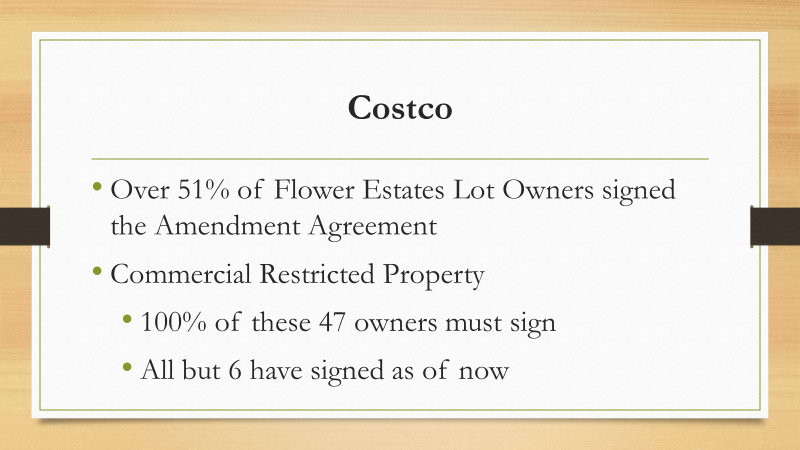 Costco
• Over 51% of Flower Estates Lot Owners signed
the Amendment Agreement
• Commercial Restricted Property
• 100% of these 47 owners must sign
• All but 6 have signed as of now